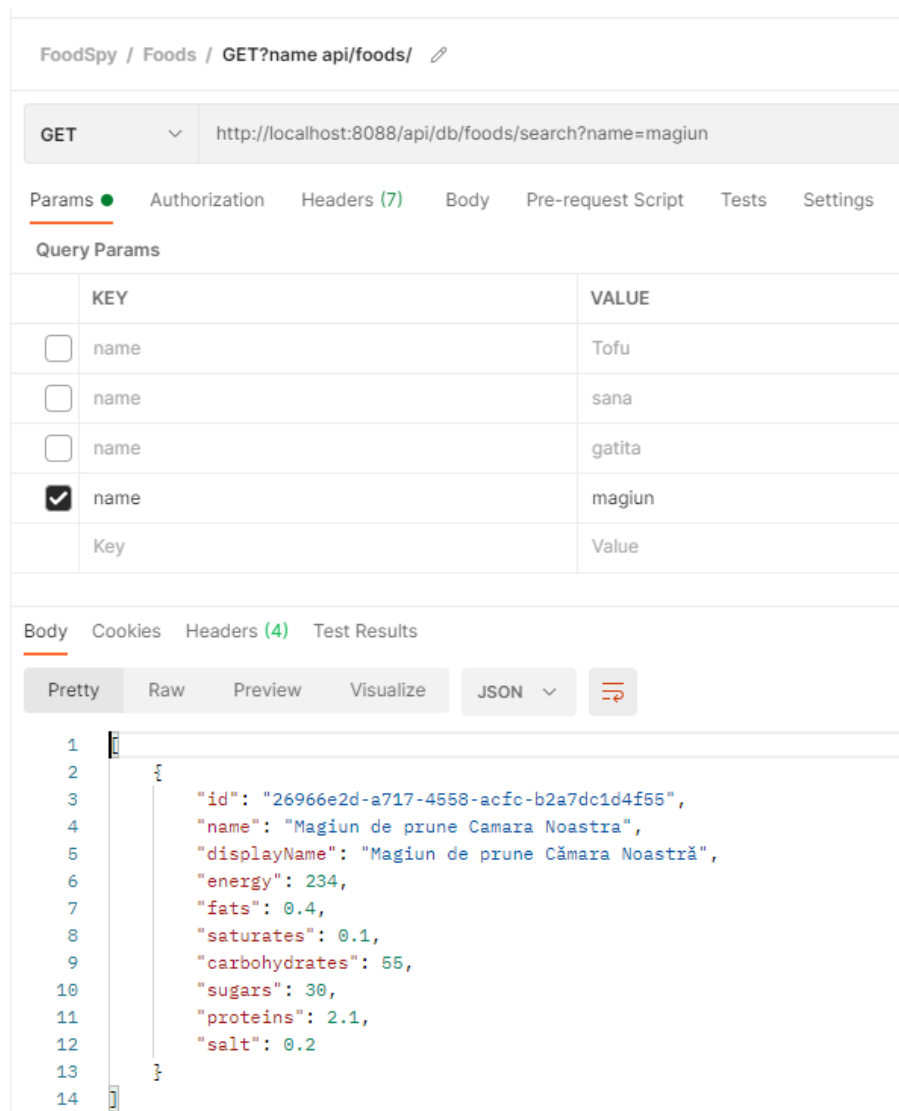 FoodSpy / Foods / GET?name api/foods/
GET http://localhost:8088/api/db/foods/search?name=magiun
Params Authorization Headers (7) Body Pre-request Script Tests Settings
Query Params
KEY VALUE
name Tofu
name sana
name gatita
name magiun
Key Value
Body Cookies Headers (4) Test Results
Pretty Raw Preview Visualize JSON
1 [
2 {
3 "id": "26966e2d-a717-4558-acfc-b2a7dc1d4f55",
4 "name": "Magiun de prune Camara Noastra",
5 "displayName": "Magiun de prune Cămara Noastră",
6 "energy": 234,
7 "fats": 0.4,
8 "saturates": 0.1,
9 "carbohydrates": 55,
10 "sugars": 30,
11 "proteins": 2.1,
12 "salt": 0.2
13 }
14 ]